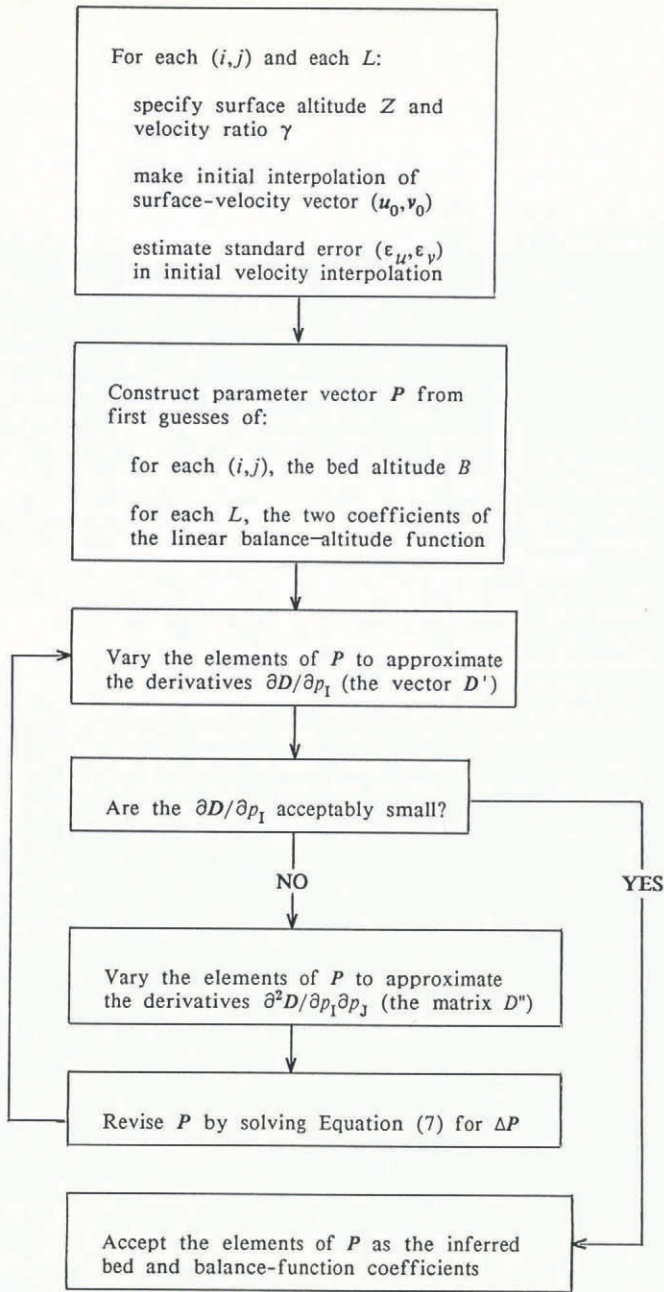 For each (i,j) and each L:
specify surface altitude Z and
velocity ratio γ
make initial interpolation of
surface-velocity vector (u₀,v₀)
estimate standard error (εᵤ,εᵥ)
in initial velocity interpolation
Construct parameter vector P from
first guesses of:
for each (i,j), the bed altitude B
for each L, the two coefficients of
the linear balance—altitude function
Vary the elements of P to approximate
the derivatives ∂D/∂p_I (the vector D')
Are the ∂D/∂p_I acceptably small?
NO
YES
Vary the elements of P to approximate
the derivatives ∂²D/∂p_I∂p_J (the matrix D")
Revise P by solving Equation (7) for ΔP
Accept the elements of P as the inferred
bed and balance-function coefficients